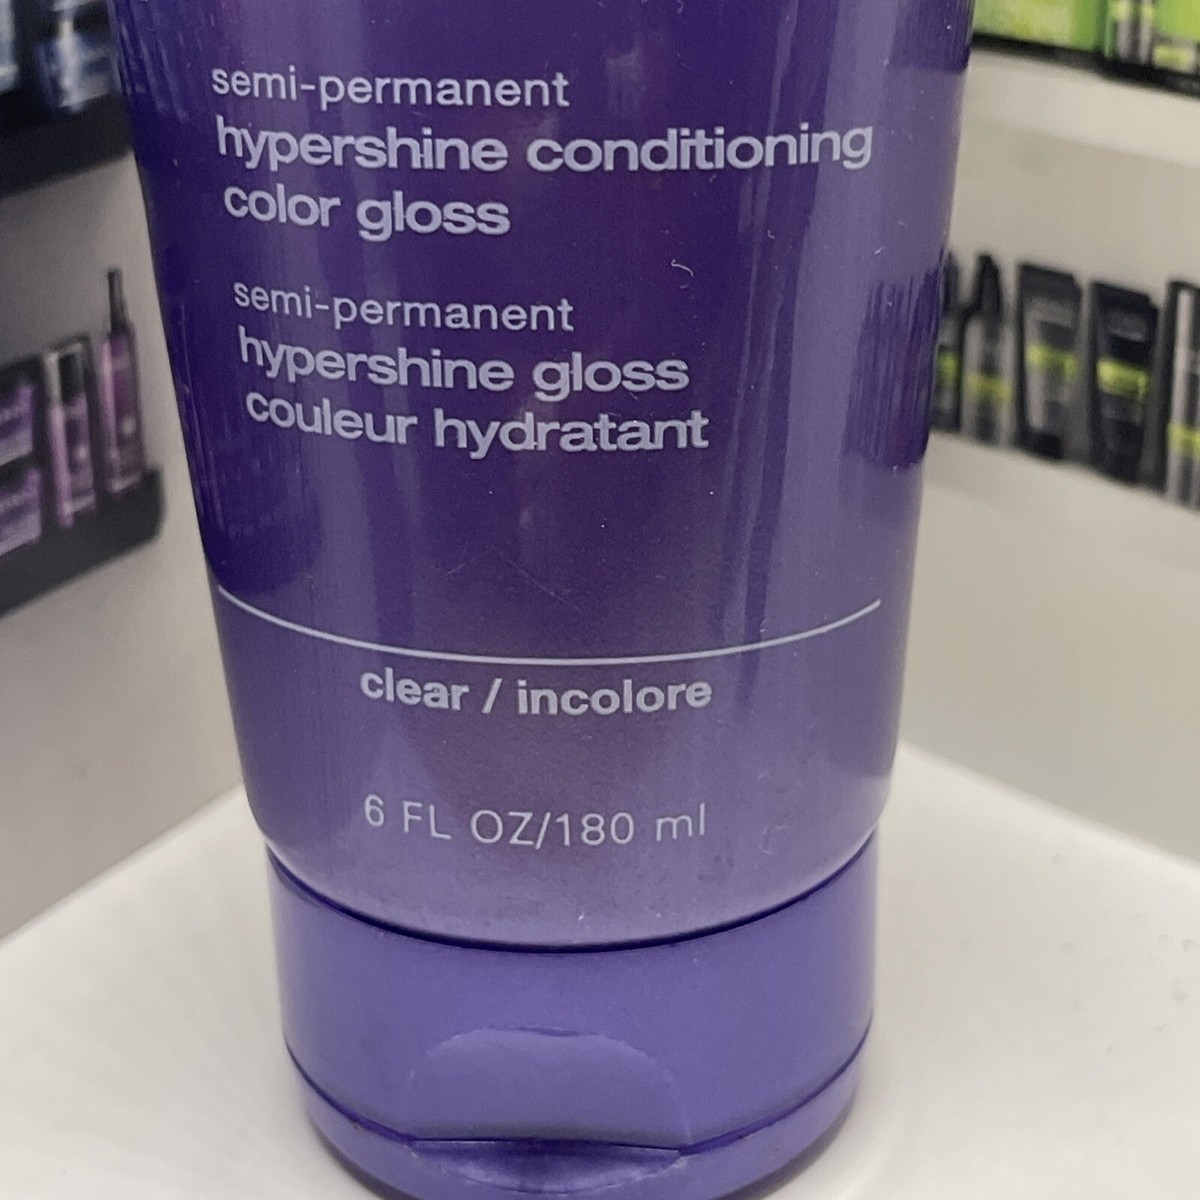 semi-permanent
hypershine conditioning
color gloss
semi-permanent
hypershine gloss
couleur hydratant
clear / incolore
6 FL OZ/180 ml